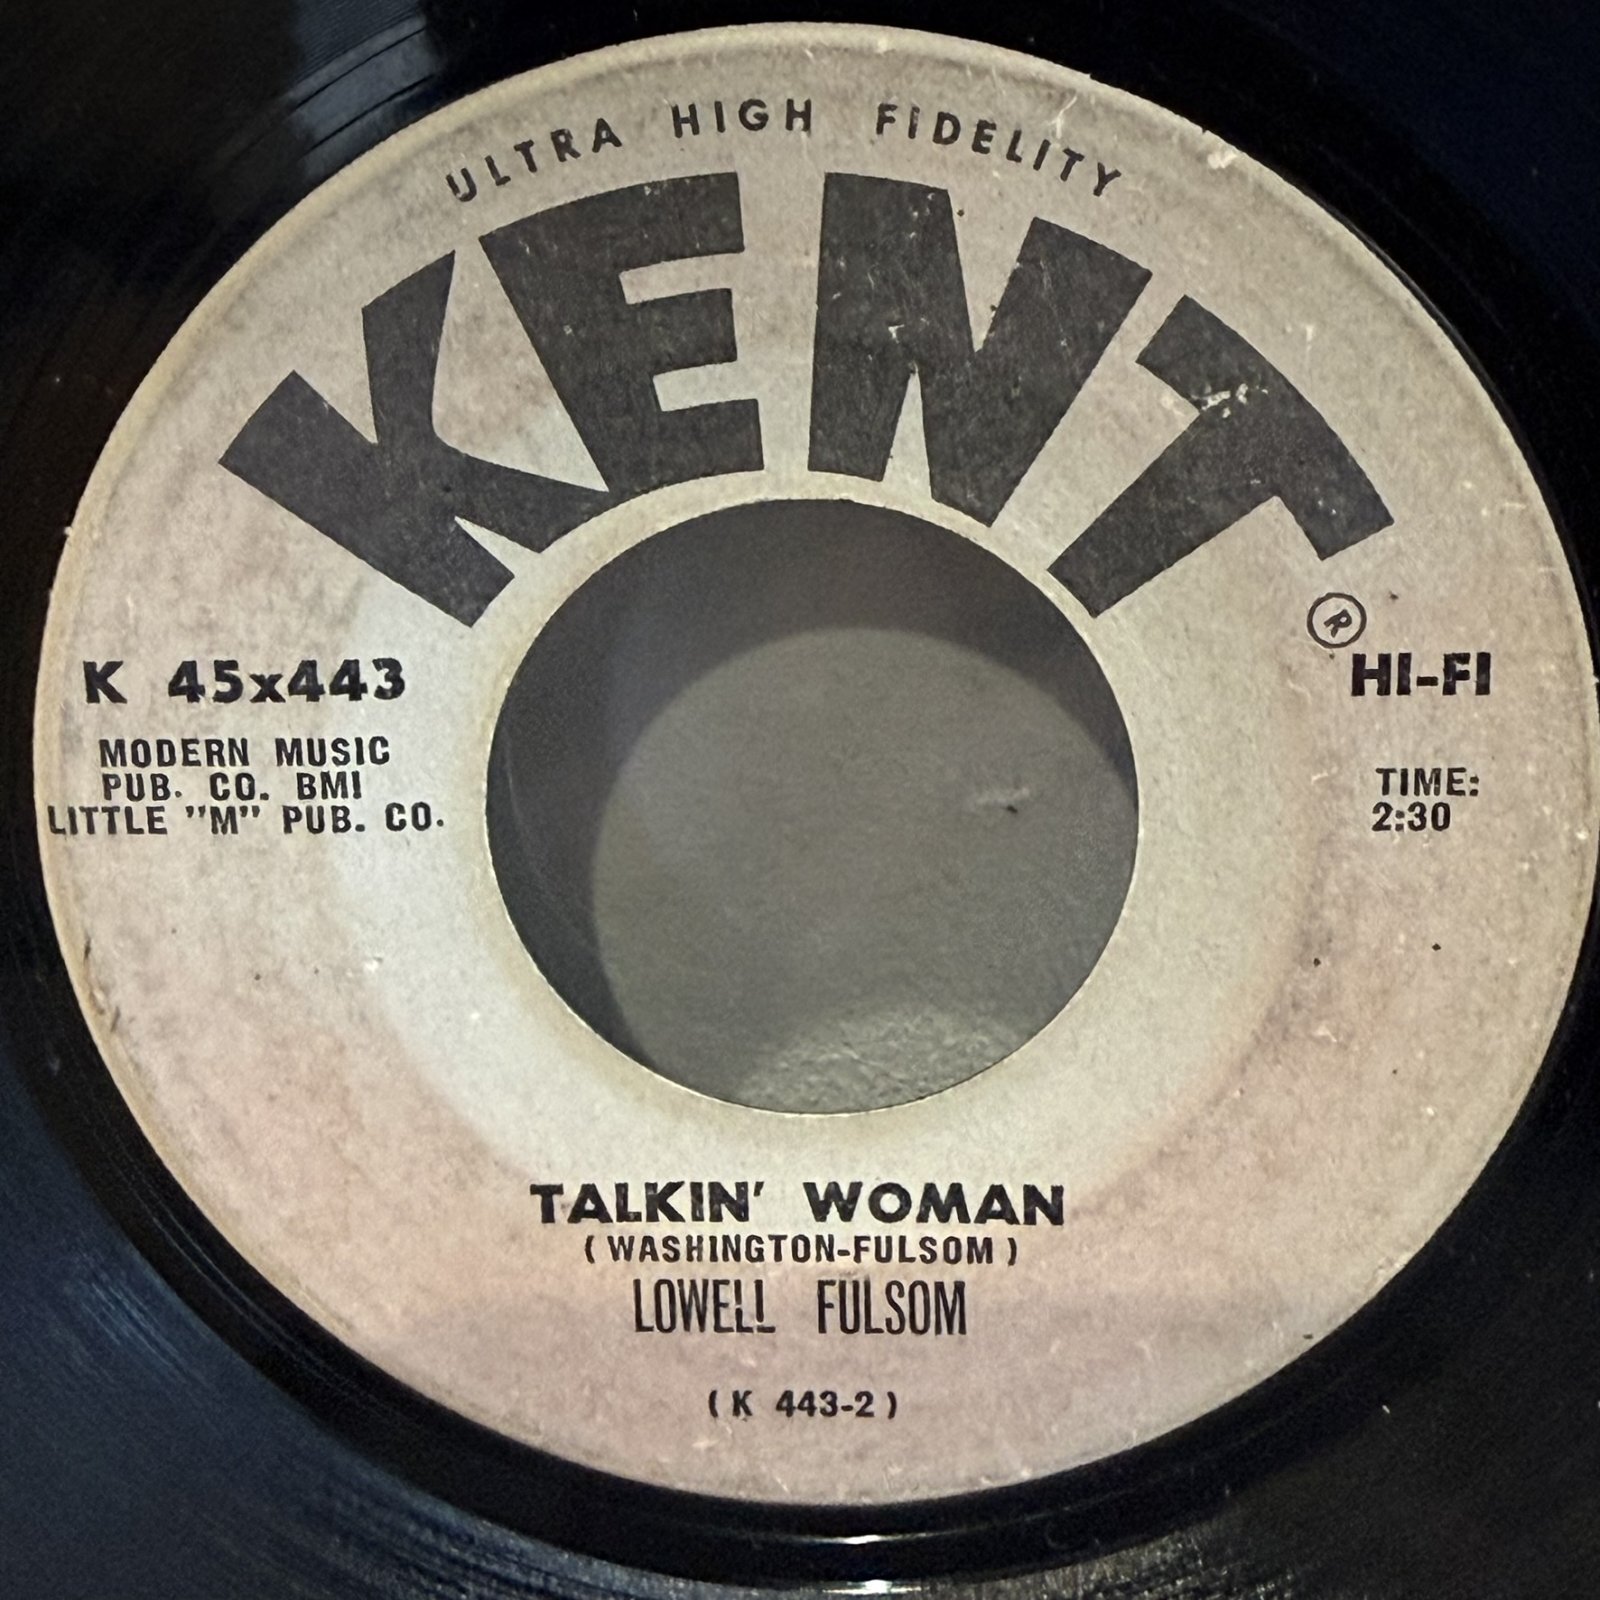 ULTRA HIGH FIDELITY
KENT
®
K 45x443
HI-FI
MODERN MUSIC
PUB. CO. BMI
LITTLE "M" PUB. CO.
TIME:
2:30
TALKIN' WOMAN
(WASHINGTON-FULSOM)
LOWELL FULSOM
(K 443-2)